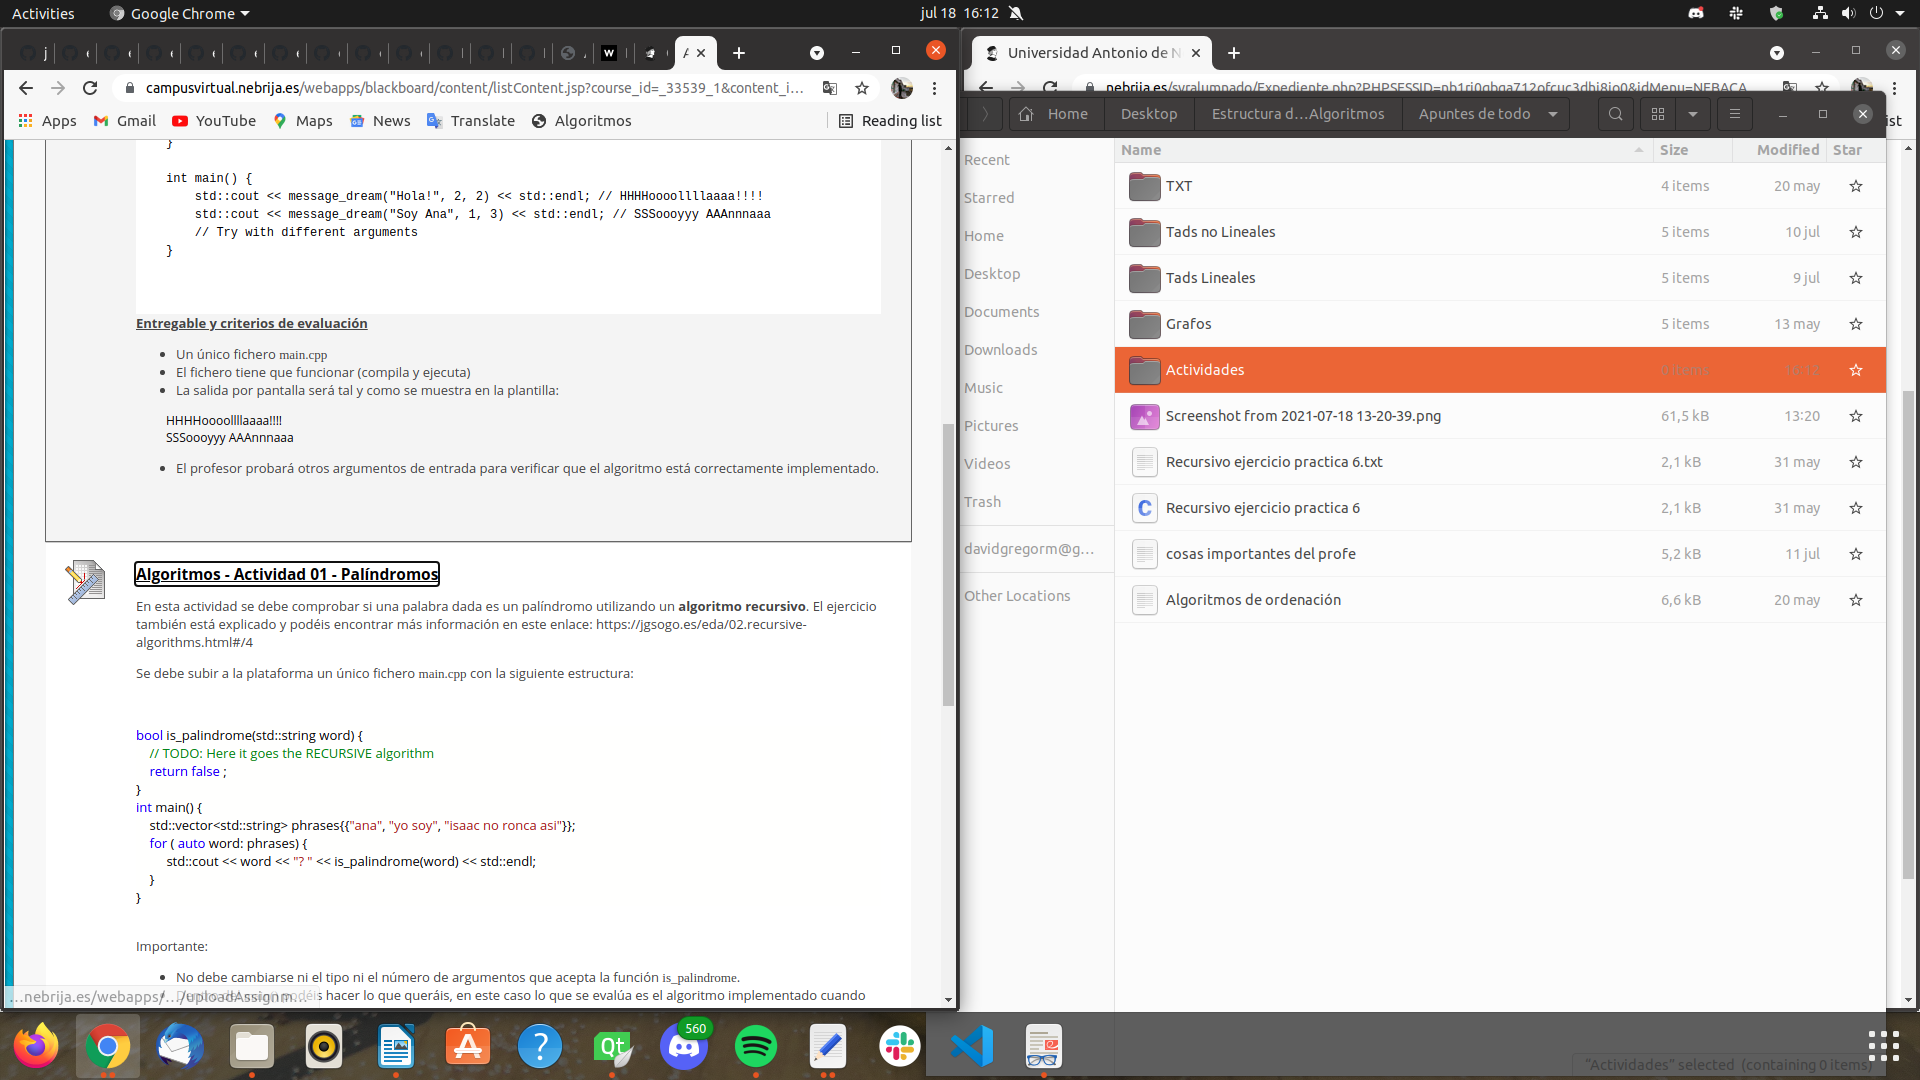 Activities
Google Chrome
jul 18 16:12
campusvirtual.nebrija.es/webapps/blackboard/content/listContent.jsp?course_id=_33539_1&content_i...
Apps
Gmail
YouTube
Maps
News
Translate
Algoritmos
Reading list
}
int main() {
std::cout << message_dream("Hola!", 2, 2) << std::endl; // HHHHoooollllaaaa!!!!
std::cout << message_dream("Soy Ana", 1, 3) << std::endl; // SSSoooyyy AAAnnnaaa
// Try with different arguments
}
Entregable y criterios de evaluación
Un único fichero main.cpp
El fichero tiene que funcionar (compila y ejecuta)
La salida por pantalla será tal y como se muestra en la plantilla:
HHHHoooollllaaaa!!!!
SSSoooyyy AAAnnnaaa
El profesor probará otros argumentos de entrada para verificar que el algoritmo está correctamente implementado.
Algoritmos - Actividad 01 - Palíndromos
En esta actividad se debe comprobar si una palabra dada es un palíndromo utilizando un algoritmo recursivo. El ejercicio
también está explicado y podéis encontrar más información en este enlace: https://jgsogo.es/eda/02.recursive-
algorithms.html#/4
Se debe subir a la plataforma un único fichero main.cpp con la siguiente estructura:
bool is_palindrome(std::string word) {
// TODO: Here it goes the RECURSIVE algorithm
return false ;
}
int main() {
std::vector<std::string> phrases{{"ana", "yo soy", "isaac no ronca asi"}};
for ( auto word: phrases) {
std::cout << word << "? " << is_palindrome(word) << std::endl;
}
}
Importante:
No debe cambiarse ni el tipo ni el número de argumentos que acepta la función is_palindrome.
hacer lo que queráis, en este caso lo que se evalúa es el algoritmo implementado cuando
...nebrija.es/webapps/.../uploadAssignm...
Universidad Antonio de N
Home
Desktop
Estructura d...Algoritmos
Apuntes de todo
Recent
Starred
Home
Desktop
Documents
Downloads
Music
Pictures
Videos
Trash
davidgregorm@g...
Other Locations
Name
Size
Modified
Star
TXT
4 items
20 may
Tads no Lineales
5 items
10 jul
Tads Lineales
5 items
9 jul
Grafos
5 items
13 may
Actividades
Screenshot from 2021-07-18 13-20-39.png
61,5 kB
13:20
Recursivo ejercicio practica 6.txt
2,1 kB
31 may
Recursivo ejercicio practica 6
2,1 kB
31 may
cosas importantes del profe
5,2 kB
11 jul
Algoritmos de ordenación
6,6 kB
20 may
560
"Actividades" selected (containing 0 items)